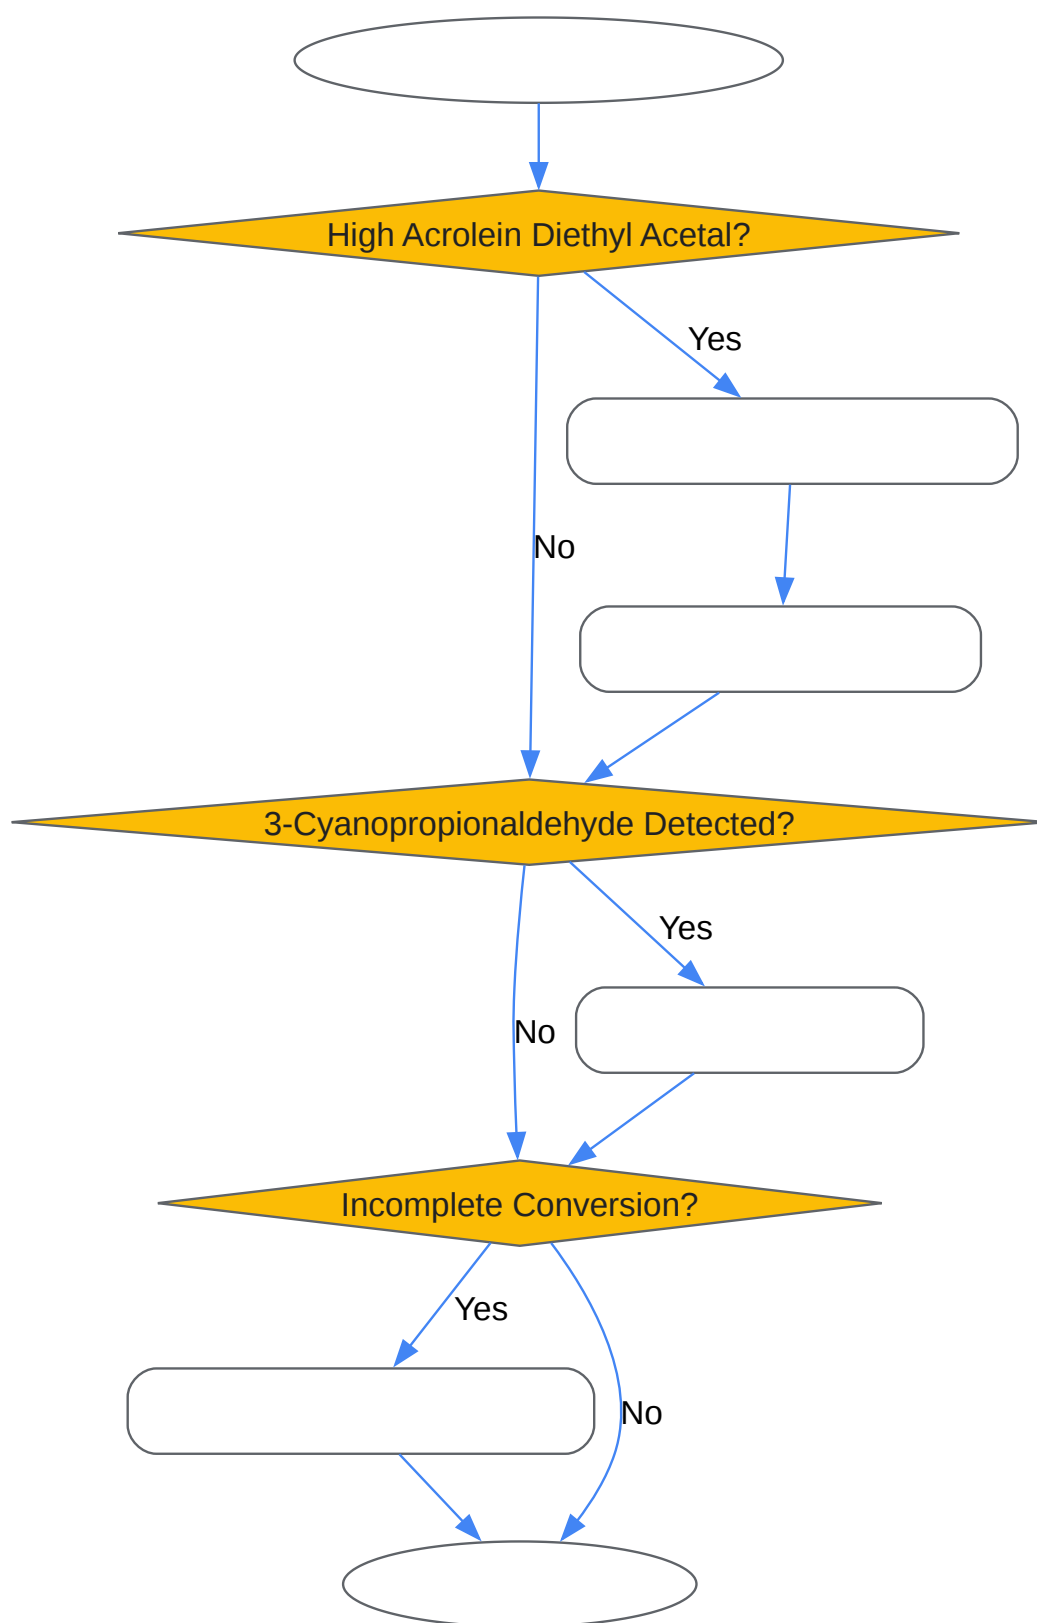 High Acrolein Diethyl Acetal?
Yes
No
3-Cyanopropionaldehyde Detected?
Yes
No
Incomplete Conversion?
Yes
No